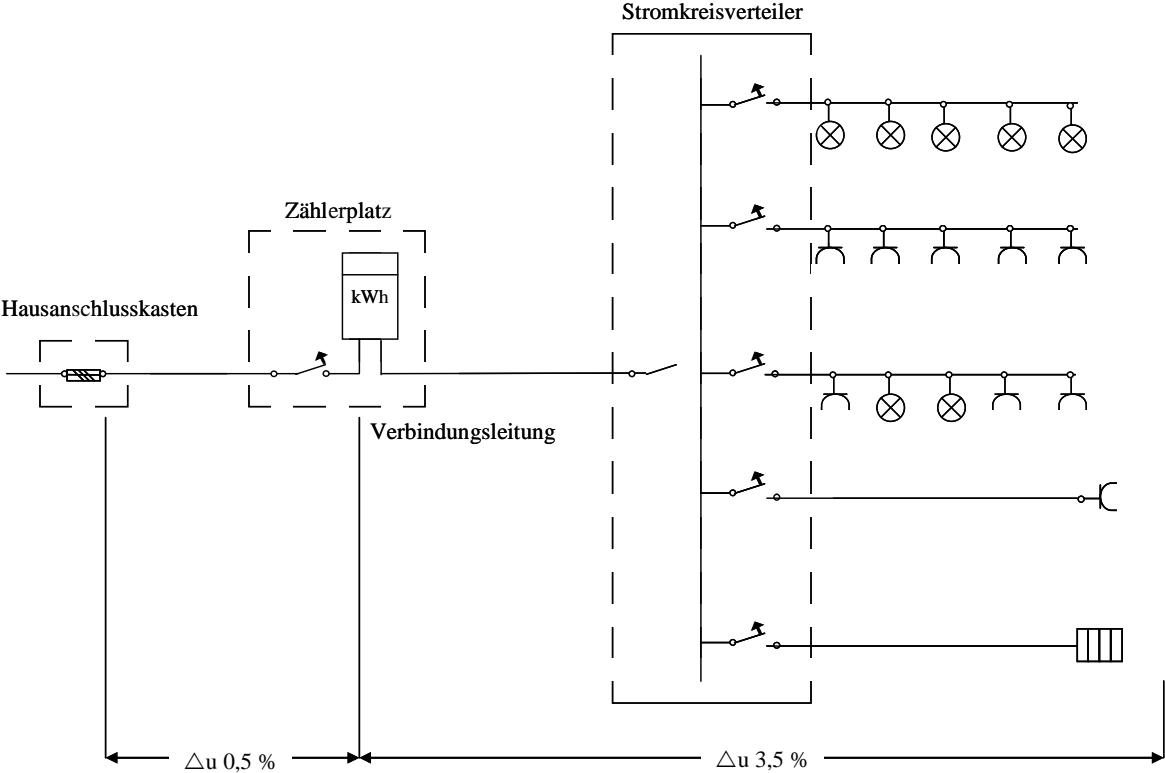 Stromkreisverteiler
Zählerplatz
kWh
Hausanschlusskasten
Verbindungsleitung
△u 0,5 %
△u 3,5 %